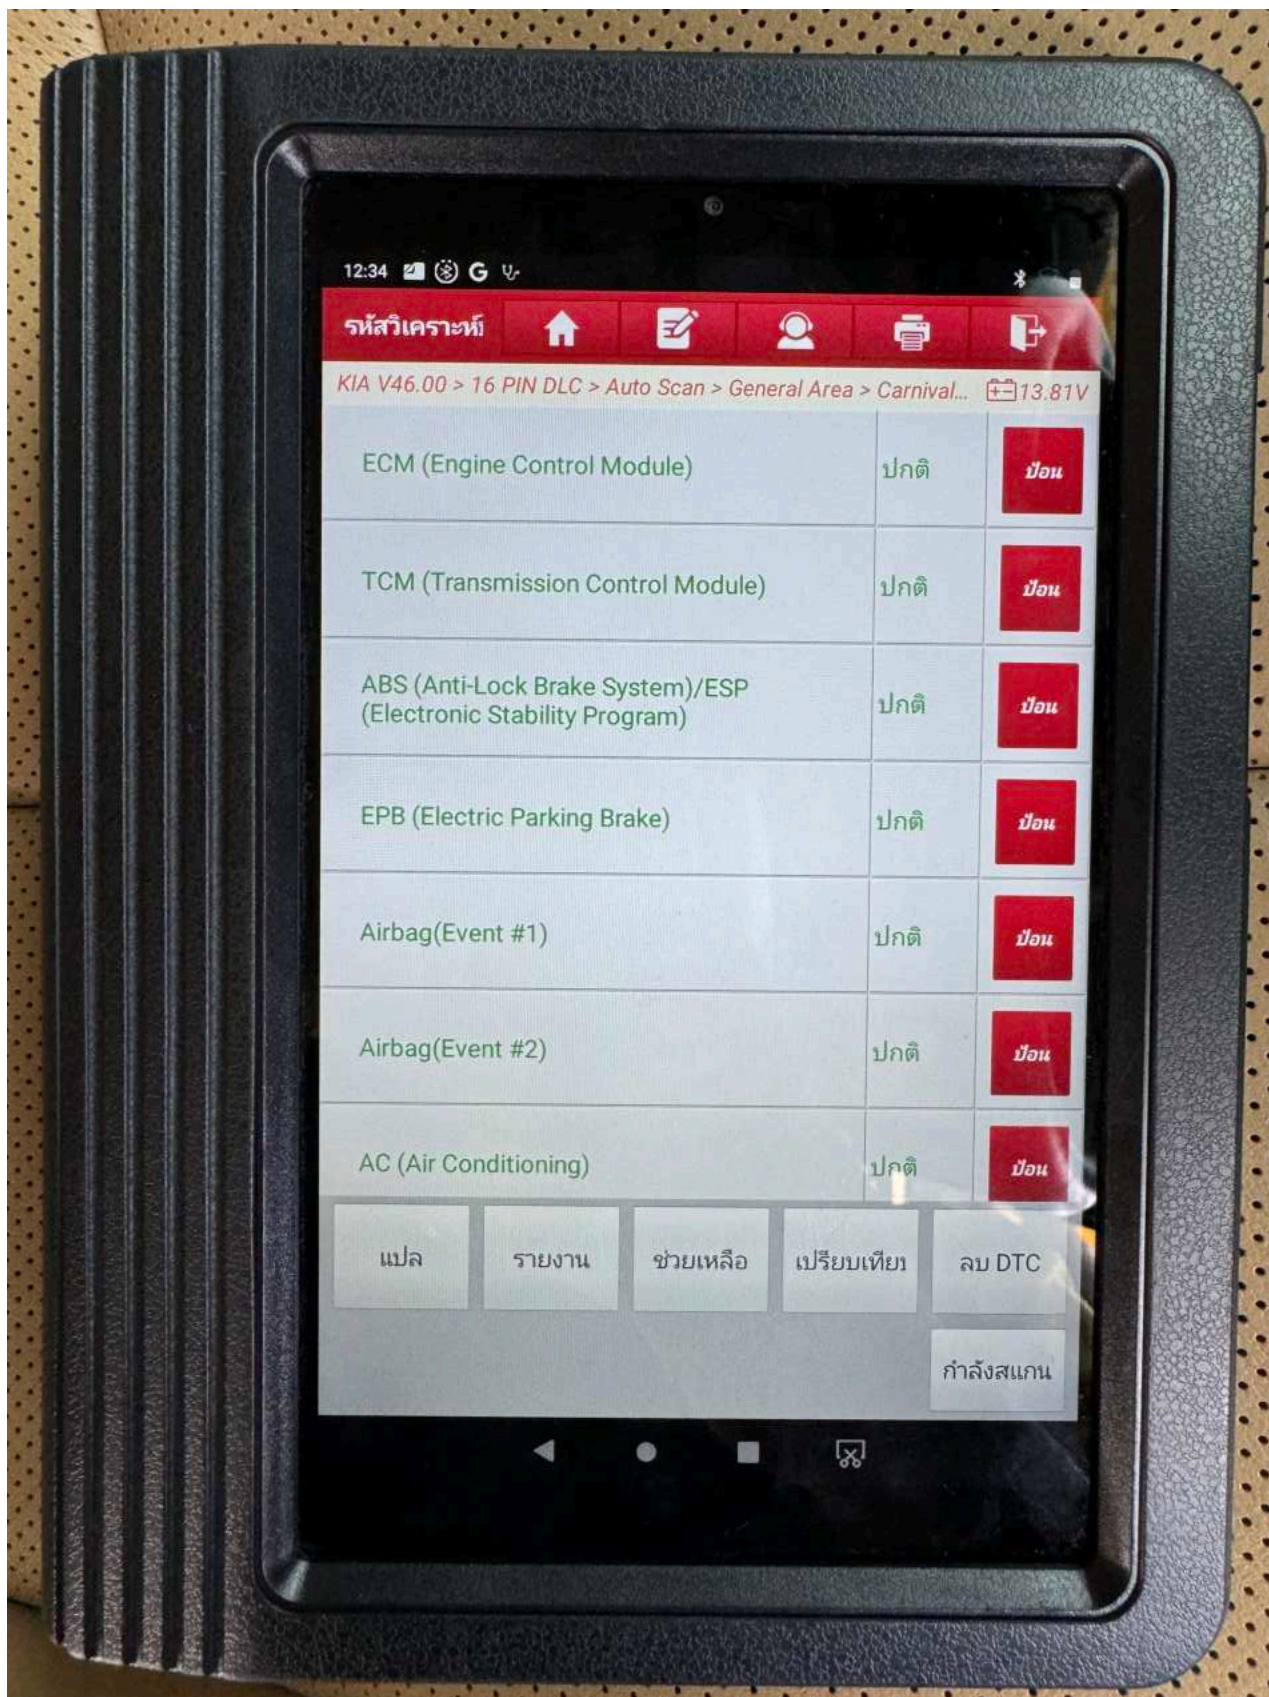 12:34 G
รหัสวิเคราะห์
KIA V46.00 > 16 PIN DLC > Auto Scan > General Area > Carnival... 13.81V
ECM (Engine Control Module) ปกติ ป้อน
TCM (Transmission Control Module) ปกติ ป้อน
ABS (Anti-Lock Brake System)/ESP
(Electronic Stability Program) ปกติ ป้อน
EPB (Electric Parking Brake) ปกติ ป้อน
Airbag(Event #1) ปกติ ป้อน
Airbag(Event #2) ปกติ ป้อน
AC (Air Conditioning) ปกติ ป้อน
แปล รายงาน ช่วยเหลือ เปรียบเทีย ลบ DTC
กำลังสแกน